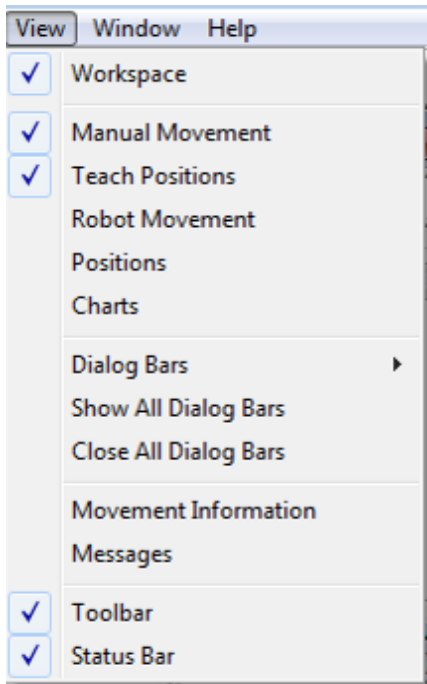 View Window Help
Workspace
Manual Movement
Teach Positions
Robot Movement
Positions
Charts
Dialog Bars
Show All Dialog Bars
Close All Dialog Bars
Movement Information
Messages
Toolbar
Status Bar